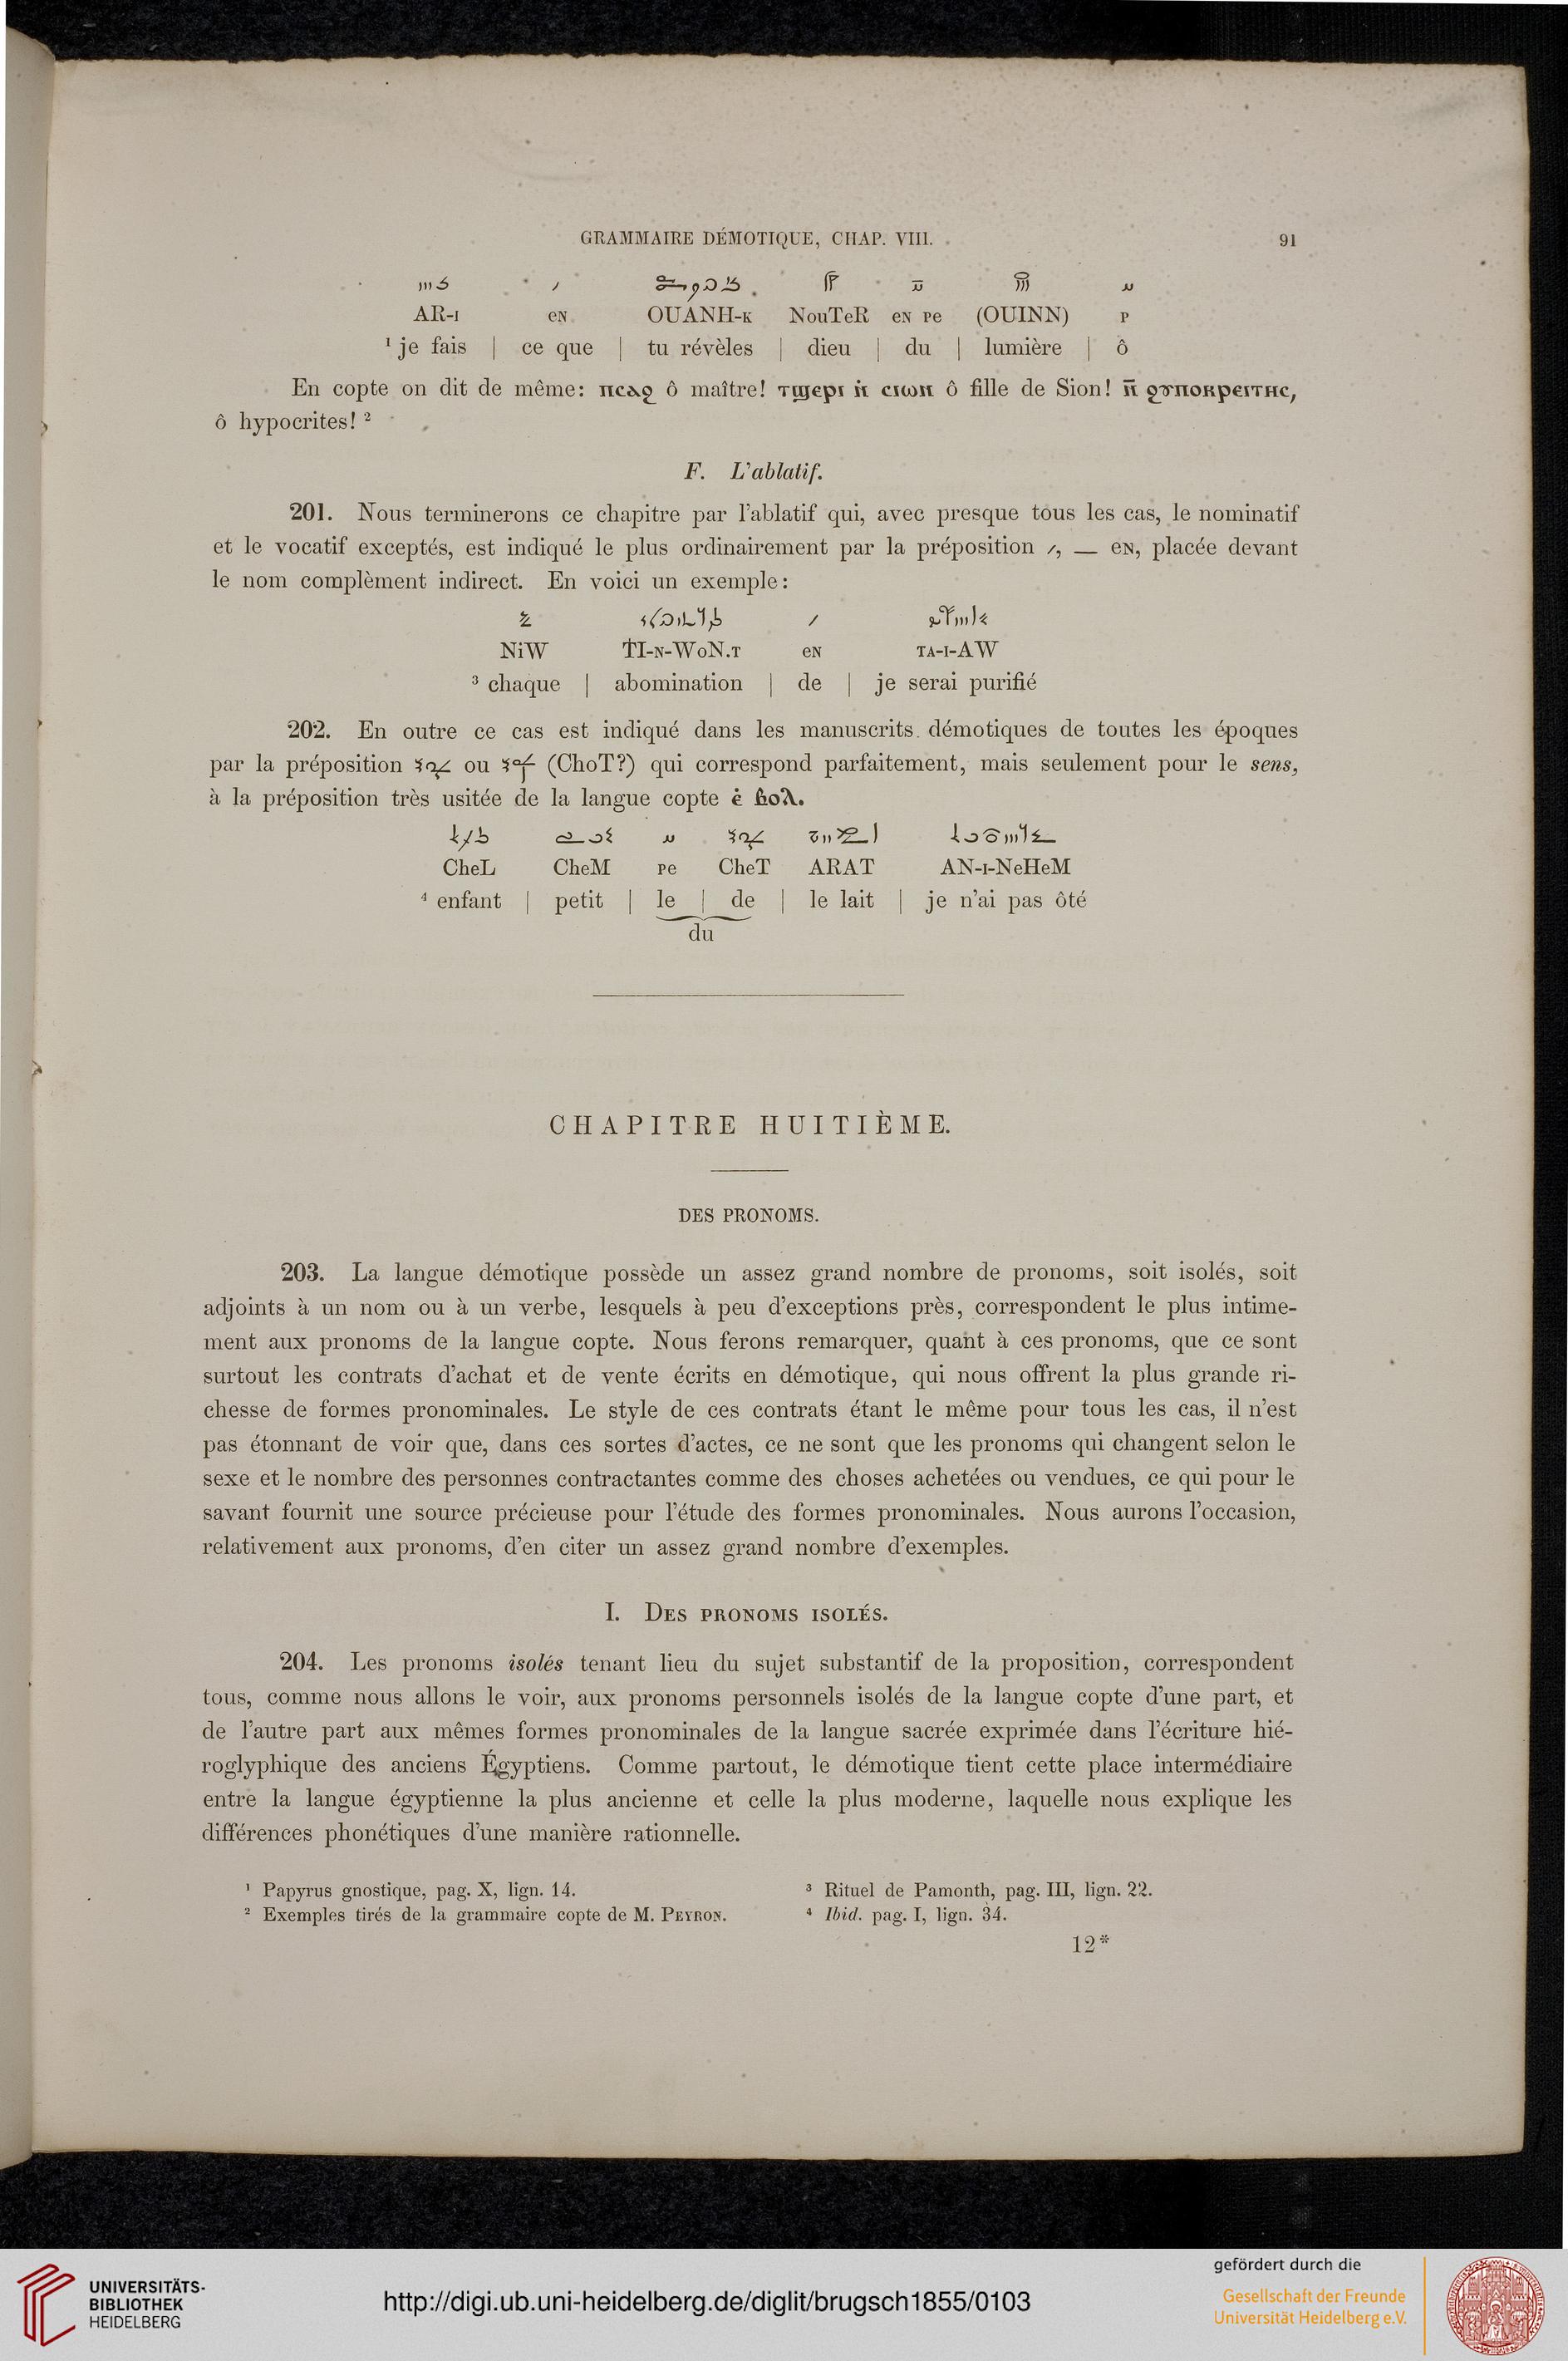 GRAMMAIRE DÉMOTIQUE, CHAP. VIII. 91
AR-I eN OUANH-K NouTeR eN Pe (OUINN) P
¹ je fais | ce que | tu révèles | dieu | du | lumière | ô
En copte on dit de même: ⲡⲥⲁϩ ô maître! ⲧϣⲉⲣⲓ ⲛ̀ ⲥⲓⲱⲛ ô fille de Sion! ⲛ̄ ϩⲩⲡⲟⲕⲣⲉⲓⲧⲏⲥ,
ô hypocrites! ²
F. L'ablatif.
201. Nous terminerons ce chapitre par l'ablatif qui, avec presque tous les cas, le nominatif
et le vocatif exceptés, est indiqué le plus ordinairement par la préposition , — eN, placée devant
le nom complèment indirect. En voici un exemple:
NiW ϮI-N-WoN.T eN TA-I-AW
³ chaque | abomination | de | je serai purifié
202. En outre ce cas est indiqué dans les manuscrits démotiques de toutes les époques
par la préposition ou (ChoT?) qui correspond parfaitement, mais seulement pour le sens,
à la préposition très usitée de la langue copte ⲉ̀ ⲃⲟⲗ.
CheL CheM Pe CheT ARAT AN-I-NeHeM
⁴ enfant | petit | le | de | le lait | je n'ai pas ôté
du
CHAPITRE HUITIÈME.
DES PRONOMS.
203. La langue démotique possède un assez grand nombre de pronoms, soit isolés, soit
adjoints à un nom ou à un verbe, lesquels à peu d'exceptions près, correspondent le plus intime-
ment aux pronoms de la langue copte. Nous ferons remarquer, quant à ces pronoms, que ce sont
surtout les contrats d'achat et de vente écrits en démotique, qui nous offrent la plus grande ri-
chesse de formes pronominales. Le style de ces contrats étant le même pour tous les cas, il n'est
pas étonnant de voir que, dans ces sortes d'actes, ce ne sont que les pronoms qui changent selon le
sexe et le nombre des personnes contractantes comme des choses achetées ou vendues, ce qui pour le
savant fournit une source précieuse pour l'étude des formes pronominales. Nous aurons l'occasion,
relativement aux pronoms, d'en citer un assez grand nombre d'exemples.
I. DES PRONOMS ISOLÉS.
204. Les pronoms isolés tenant lieu du sujet substantif de la proposition, correspondent
tous, comme nous allons le voir, aux pronoms personnels isolés de la langue copte d'une part, et
de l'autre part aux mêmes formes pronominales de la langue sacrée exprimée dans l'écriture hié-
roglyphique des anciens Égyptiens. Comme partout, le démotique tient cette place intermédiaire
entre la langue égyptienne la plus ancienne et celle la plus moderne, laquelle nous explique les
différences phonétiques d'une manière rationnelle.
¹ Papyrus gnostique, pag. X, lign. 14.
² Exemples tirés de la grammaire copte de M. PEYRON.
³ Rituel de Pamonth, pag. III, lign. 22.
⁴ Ibid. pag. I, lign. 34.
12*
UNIVERSITÄTS-
BIBLIOTHEK
HEIDELBERG
http://digi.ub.uni-heidelberg.de/diglit/brugsch1855/0103
gefördert durch die
Gesellschaft der Freunde
Universität Heidelberg e.V.